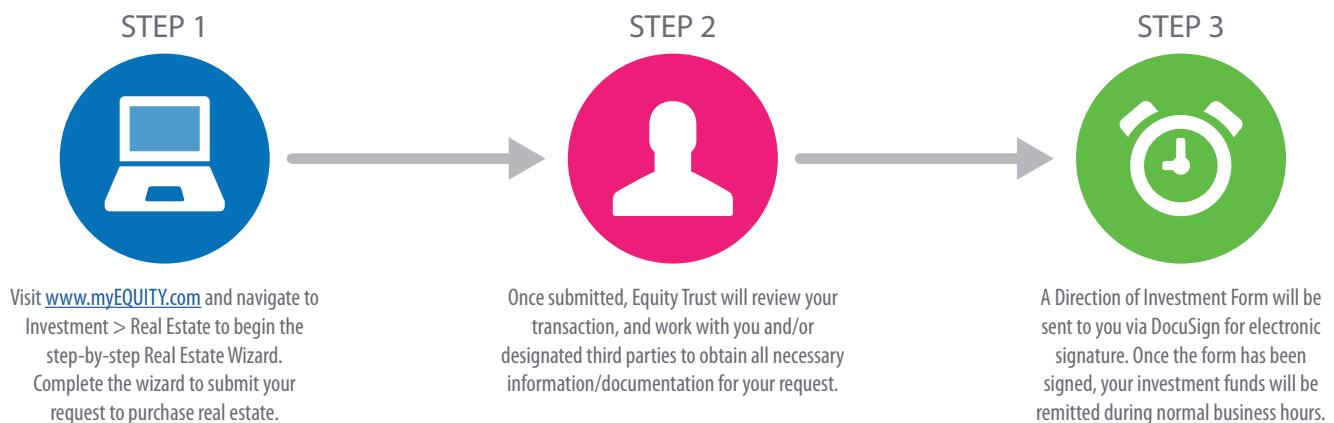 STEP 1
Visit www.myEQUITY.com and navigate to
Investment > Real Estate to begin the
step-by-step Real Estate Wizard.
Complete the wizard to submit your
request to purchase real estate.
STEP 2
Once submitted, Equity Trust will review your
transaction, and work with you and/or
designated third parties to obtain all necessary
information/documentation for your request.
STEP 3
A Direction of Investment Form will be
sent to you via DocuSign for electronic
signature. Once the form has been
signed, your investment funds will be
remitted during normal business hours.